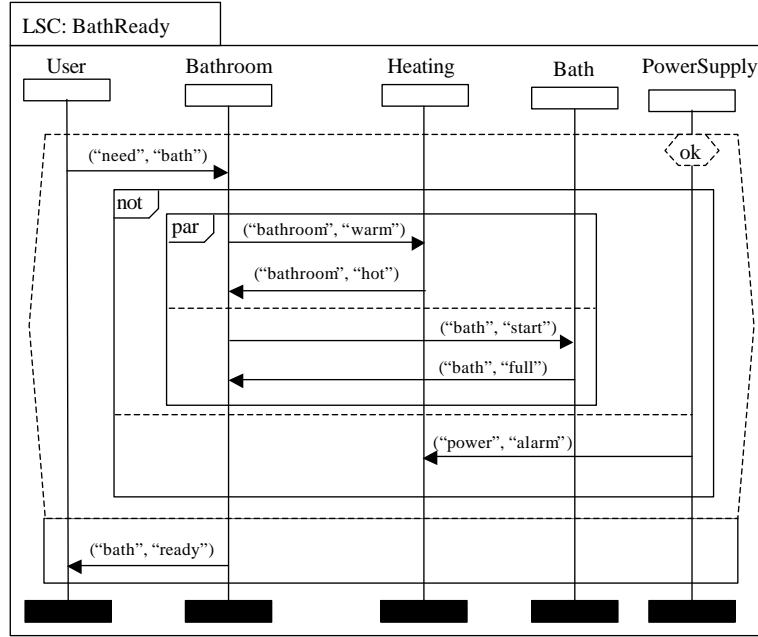 LSC: BathReady
User Bathroom Heating Bath PowerSupply
ok
(“need”, “bath”)
not
par
(“bathroom”, “warm”)
(“bathroom”, “hot”)
(“bath”, “start”)
(“bath”, “full”)
(“power”, “alarm”)
(“bath”, “ready”)